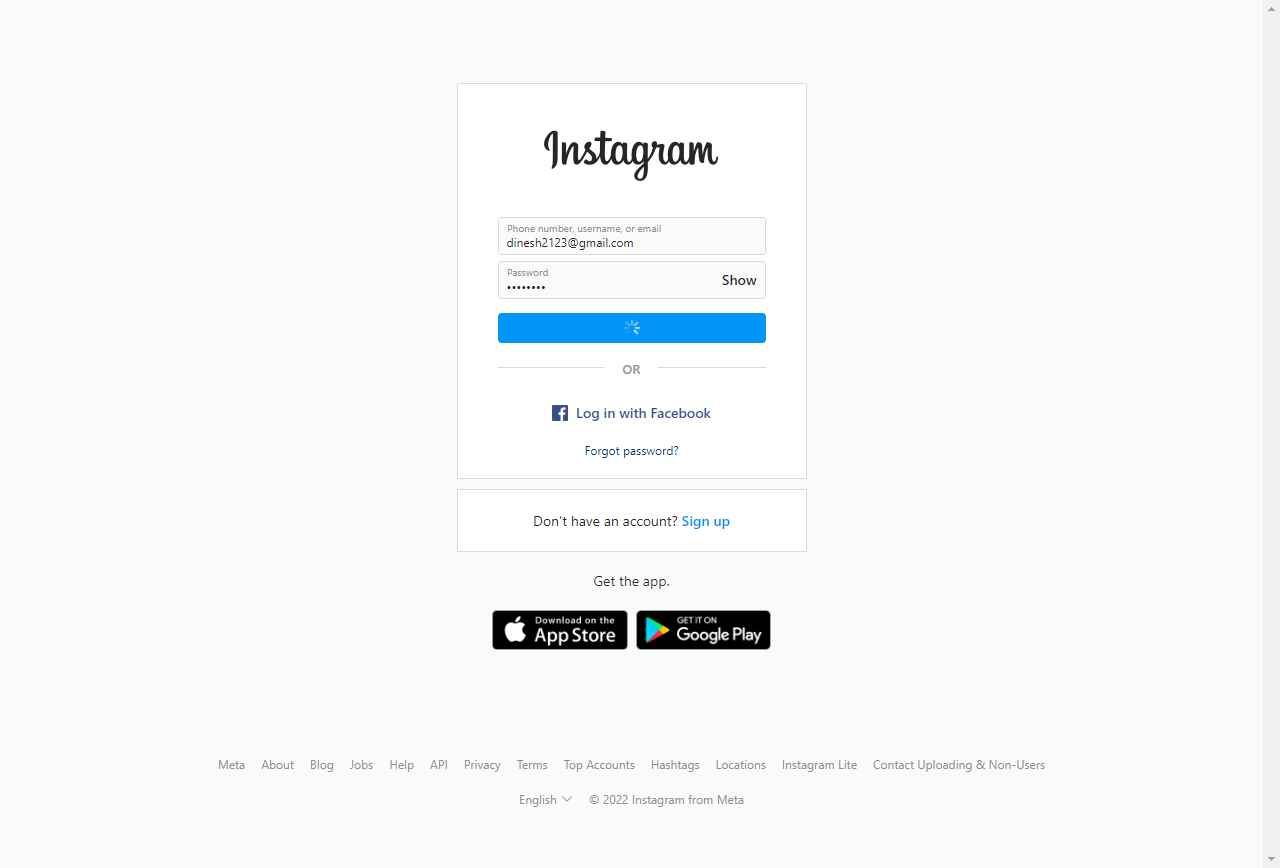 Instagram
Phone number, username, or email
dinesh2123@gmail.com
Password
••••••••
Show
OR
Log in with Facebook
Forgot password?
Don't have an account? Sign up
Get the app.
Download on the
App Store
GET IT ON
Google Play
Meta About Blog Jobs Help API Privacy Terms Top Accounts Hashtags Locations Instagram Lite Contact Uploading & Non-Users
English © 2022 Instagram from Meta